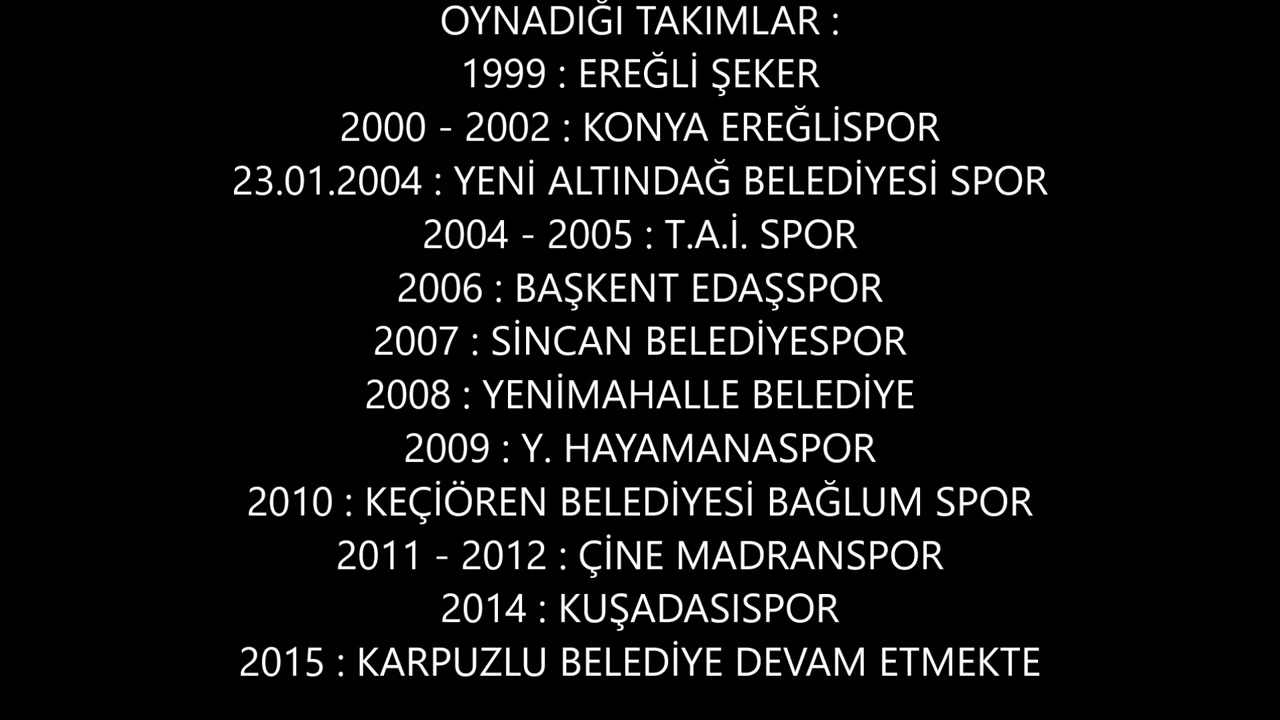 OYNADIĞI TAKIMLAR :
1999 : EREĞLİ ŞEKER
2000 - 2002 : KONYA EREĞLİSPOR
23.01.2004 : YENİ ALTINDAĞ BELEDİYESİ SPOR
2004 - 2005 : T.A.İ. SPOR
2006 : BAŞKENT EDAŞSPOR
2007 : SİNCAN BELEDİYESPOR
2008 : YENİMAHALLE BELEDİYE
2009 : Y. HAYAMANASPOR
2010 : KEÇİÖREN BELEDİYESİ BAĞLUM SPOR
2011 - 2012 : ÇİNE MADRANSPOR
2014 : KUŞADASISPOR
2015 : KARPUZLU BELEDİYE DEVAM ETMEKTE